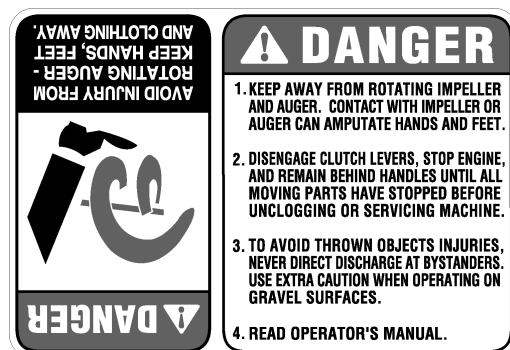 DANGER
AVOID INJURY FROM
ROTATING AUGER -
KEEP HANDS, FEET
AND CLOTHING AWAY.
DANGER
1. KEEP AWAY FROM ROTATING IMPELLER
AND AUGER. CONTACT WITH IMPELLER OR
AUGER CAN AMPUTATE HANDS AND FEET.
2. DISENGAGE CLUTCH LEVERS, STOP ENGINE,
AND REMAIN BEHIND HANDLES UNTIL ALL
MOVING PARTS HAVE STOPPED BEFORE
UNCLOGGING OR SERVICING MACHINE.
3. TO AVOID THROWN OBJECTS INJURIES,
NEVER DIRECT DISCHARGE AT BYSTANDERS.
USE EXTRA CAUTION WHEN OPERATING ON
GRAVEL SURFACES.
4. READ OPERATOR'S MANUAL.